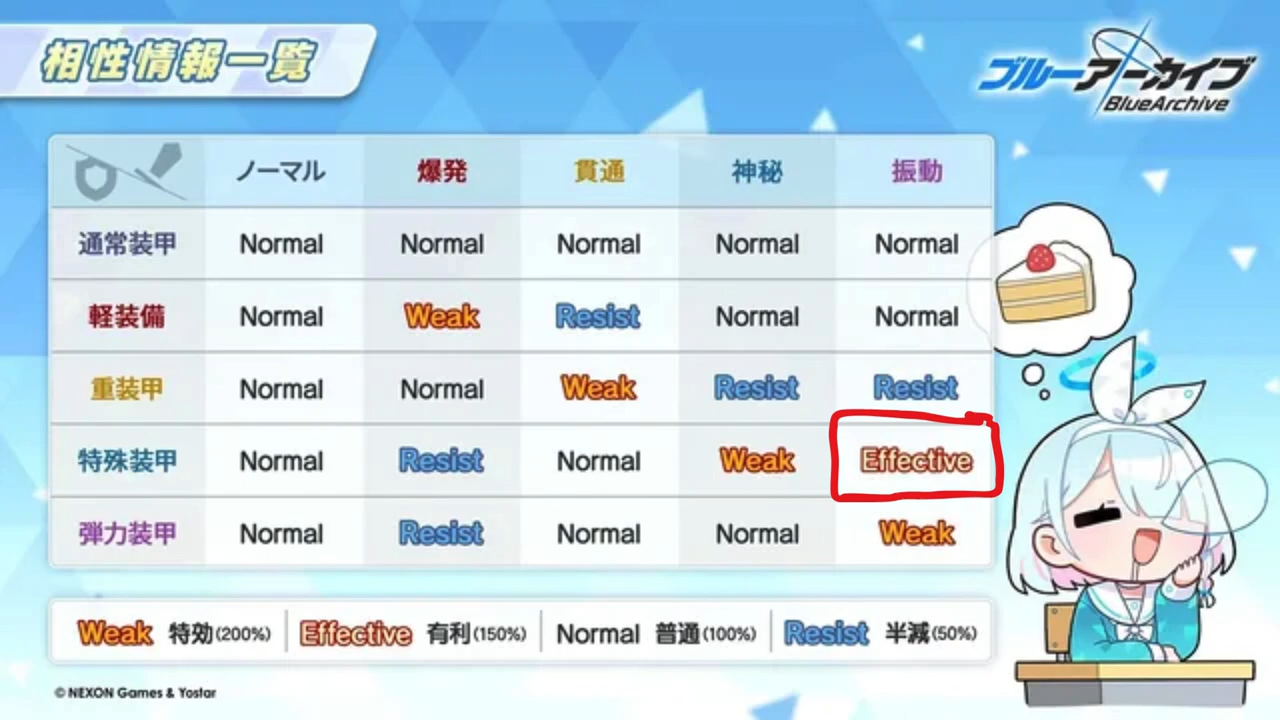 相性情報一覧
ブルーアーカイブ
BlueArchive
ノーマル 爆発 貫通 神秘 振動
通常装甲 Normal Normal Normal Normal Normal
軽装備 Normal Weak Resist Normal Normal
重装甲 Normal Normal Weak Resist Resist
特殊装甲 Normal Resist Normal Weak Effective
弾力装甲 Normal Resist Normal Normal Weak
Weak 特効(200%) Effective 有利(150%) Normal 普通(100%) Resist 半減(50%)
© NEXON Games & Yostar